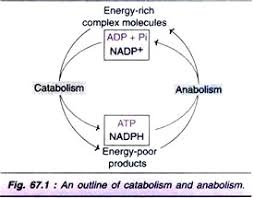 Energy-rich
complex molecules
ADP + Pi
NADP+
Catabolism
Anabolism
ATP
NADPH
Energy-poor
products
Fig. 67.1 : An outline of catabolism and anabolism.